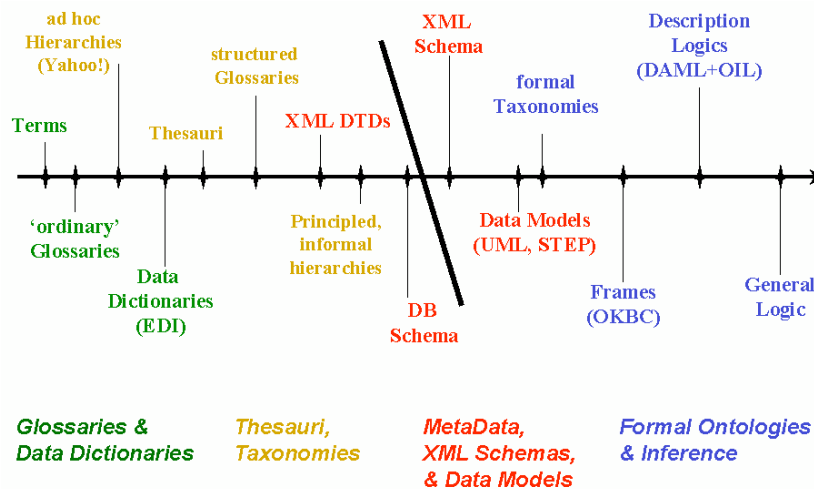 ad hoc
Hierarchies
(Yahoo!)
structured
Glossaries
XML
Schema
Description
Logics
(DAML+OIL)
formal
Taxonomies
Terms
Thesauri
XML DTDs
‘ordinary’
Glossaries
Data
Dictionaries
(EDI)
Principled,
informal
hierarchies
DB
Schema
Data Models
(UML, STEP)
Frames
(OKBC)
General
Logic
Glossaries &
Data Dictionaries
Thesauri,
Taxonomies
MetaData,
XML Schemas,
& Data Models
Formal Ontologies
& Inference